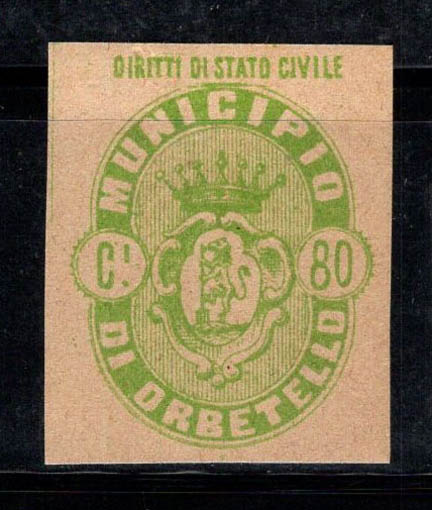 DIRITTI DI STATO CIVILE
MUNICIPIO
C.ⁱ 80
DI ORBETELLO